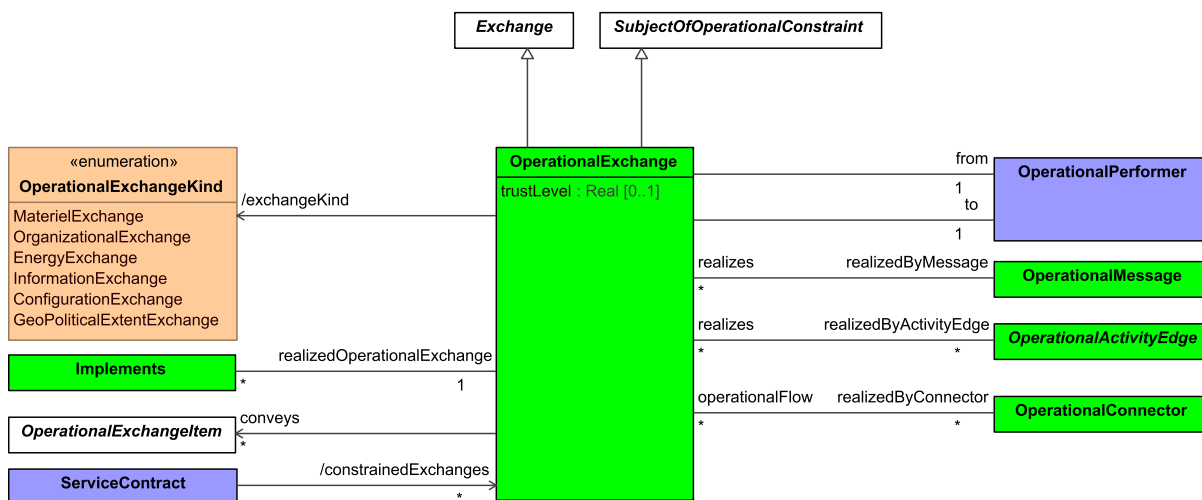 Exchange
SubjectOfOperationalConstraint
«enumeration»
OperationalExchangeKind
MaterielExchange
OrganizationalExchange
EnergyExchange
InformationExchange
ConfigurationExchange
GeoPoliticalExtentExchange
/exchangeKind
OperationalExchange
trustLevel : Real [0..1]
from
1
to
1
OperationalPerformer
realizes
*
realizedByMessage
OperationalMessage
realizes
*
realizedByActivityEdge
*
OperationalActivityEdge
operationalFlow
*
realizedByConnector
*
OperationalConnector
Implements
*
realizedOperationalExchange
1
OperationalExchangeItem
conveys
*
ServiceContract
/constrainedExchanges
*